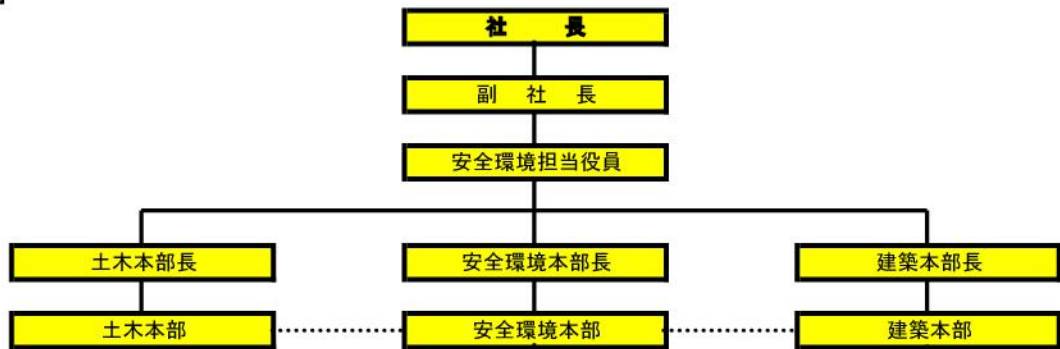 社　長
副　社　長
安全環境担当役員
土木本部長
安全環境本部長
建築本部長
土木本部
安全環境本部
建築本部